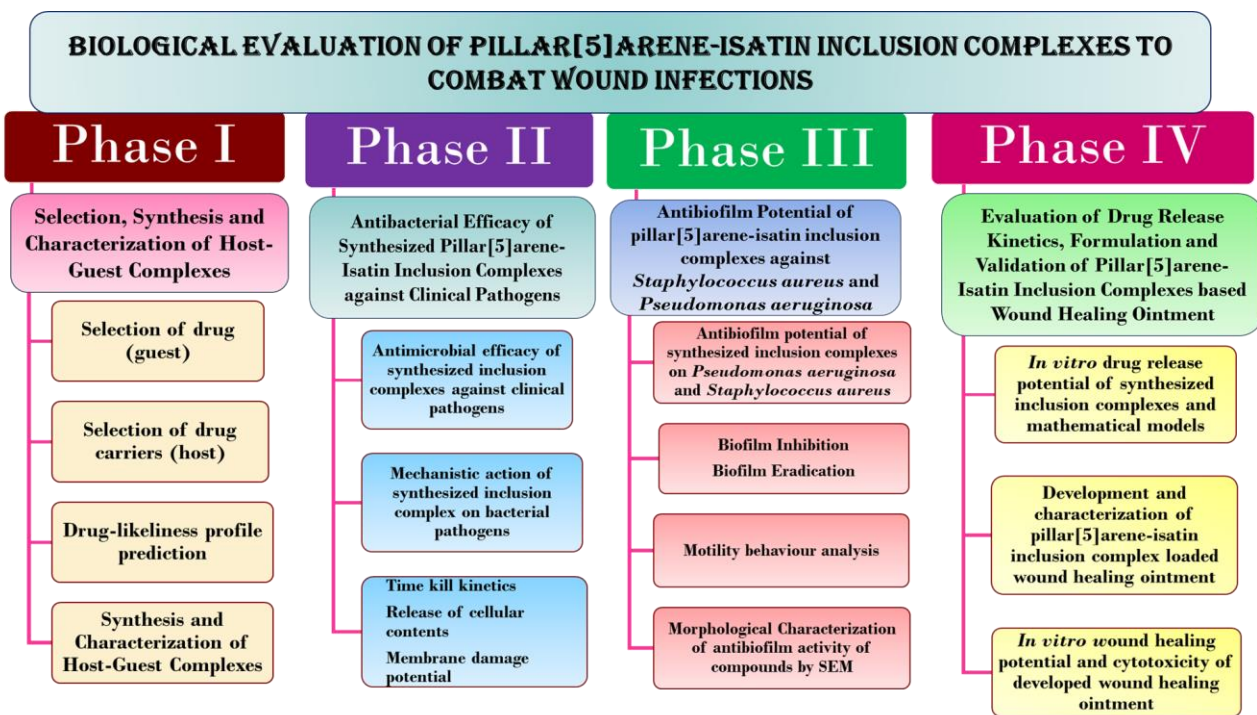 BIOLOGICAL EVALUATION OF PILLAR[5]ARENE-ISATIN INCLUSION COMPLEXES TO
COMBAT WOUND INFECTIONS
Phase I
Selection, Synthesis and
Characterization of Host-
Guest Complexes
Selection of drug
(guest)
Selection of drug
carriers (host)
Drug-likeliness profile
prediction
Synthesis and
Characterization of
Host-Guest Complexes
Phase II
Antibacterial Efficacy of
Synthesized Pillar[5]arene-
Isatin Inclusion Complexes
against Clinical Pathogens
Antimicrobial efficacy of
synthesized inclusion
complexes against clinical
pathogens
Mechanistic action of
synthesized inclusion
complex on bacterial
pathogens
Time kill kinetics
Release of cellular
contents
Membrane damage
potential
Phase III
Antibiofilm Potential of
pillar[5]arene-isatin inclusion
complexes against
Staphylococcus aureus and
Pseudomonas aeruginosa
Antibiofilm potential of
synthesized inclusion complexes
on Pseudomonas aeruginosa
and Staphylococcus aureus
Biofilm Inhibition
Biofilm Eradication
Motility behaviour analysis
Morphological Characterization
of antibiofilm activity of
compounds by SEM
Phase IV
Evaluation of Drug Release
Kinetics, Formulation and
Validation of Pillar[5]arene-
Isatin Inclusion Complexes based
Wound Healing Ointment
In vitro drug release
potential of synthesized
inclusion complexes and
mathematical models
Development and
characterization of
pillar[5]arene-isatin
inclusion complex loaded
wound healing ointment
In vitro wound healing
potential and cytotoxicity of
developed wound healing
ointment